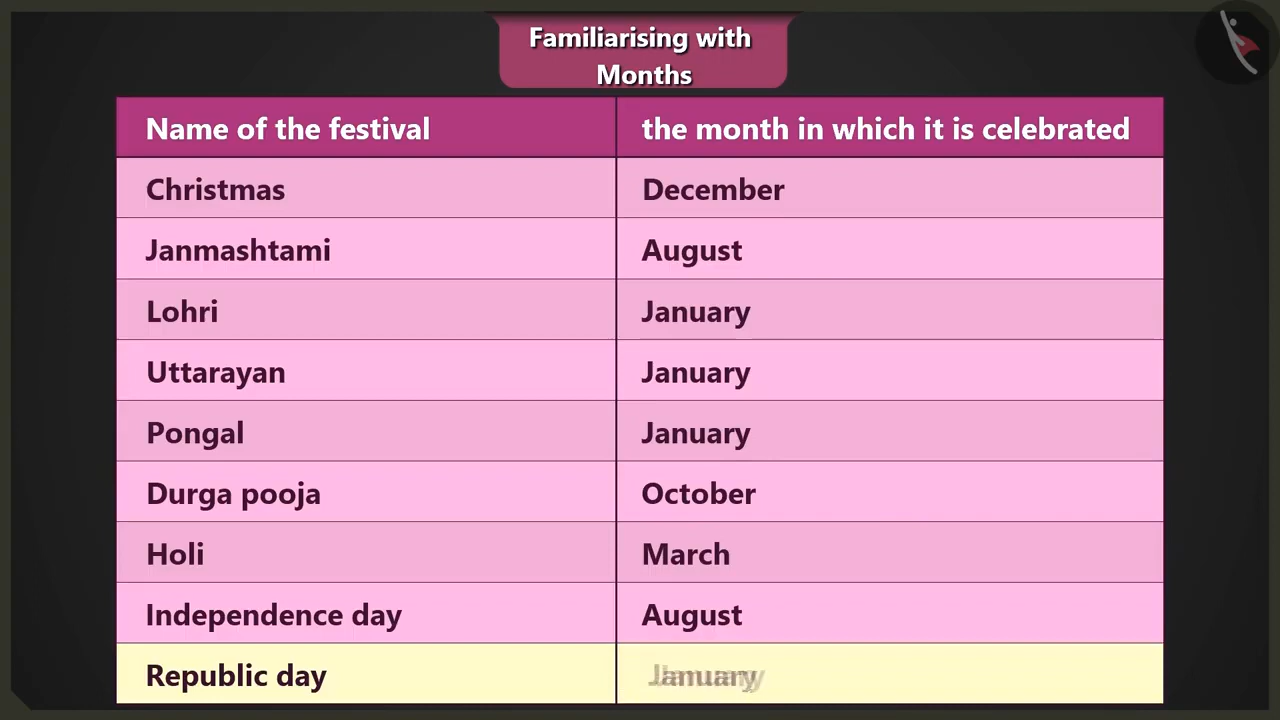 Familiarising with
Months
Name of the festival the month in which it is celebrated
Christmas December
Janmashtami August
Lohri January
Uttarayan January
Pongal January
Durga pooja October
Holi March
Independence day August
Republic day January